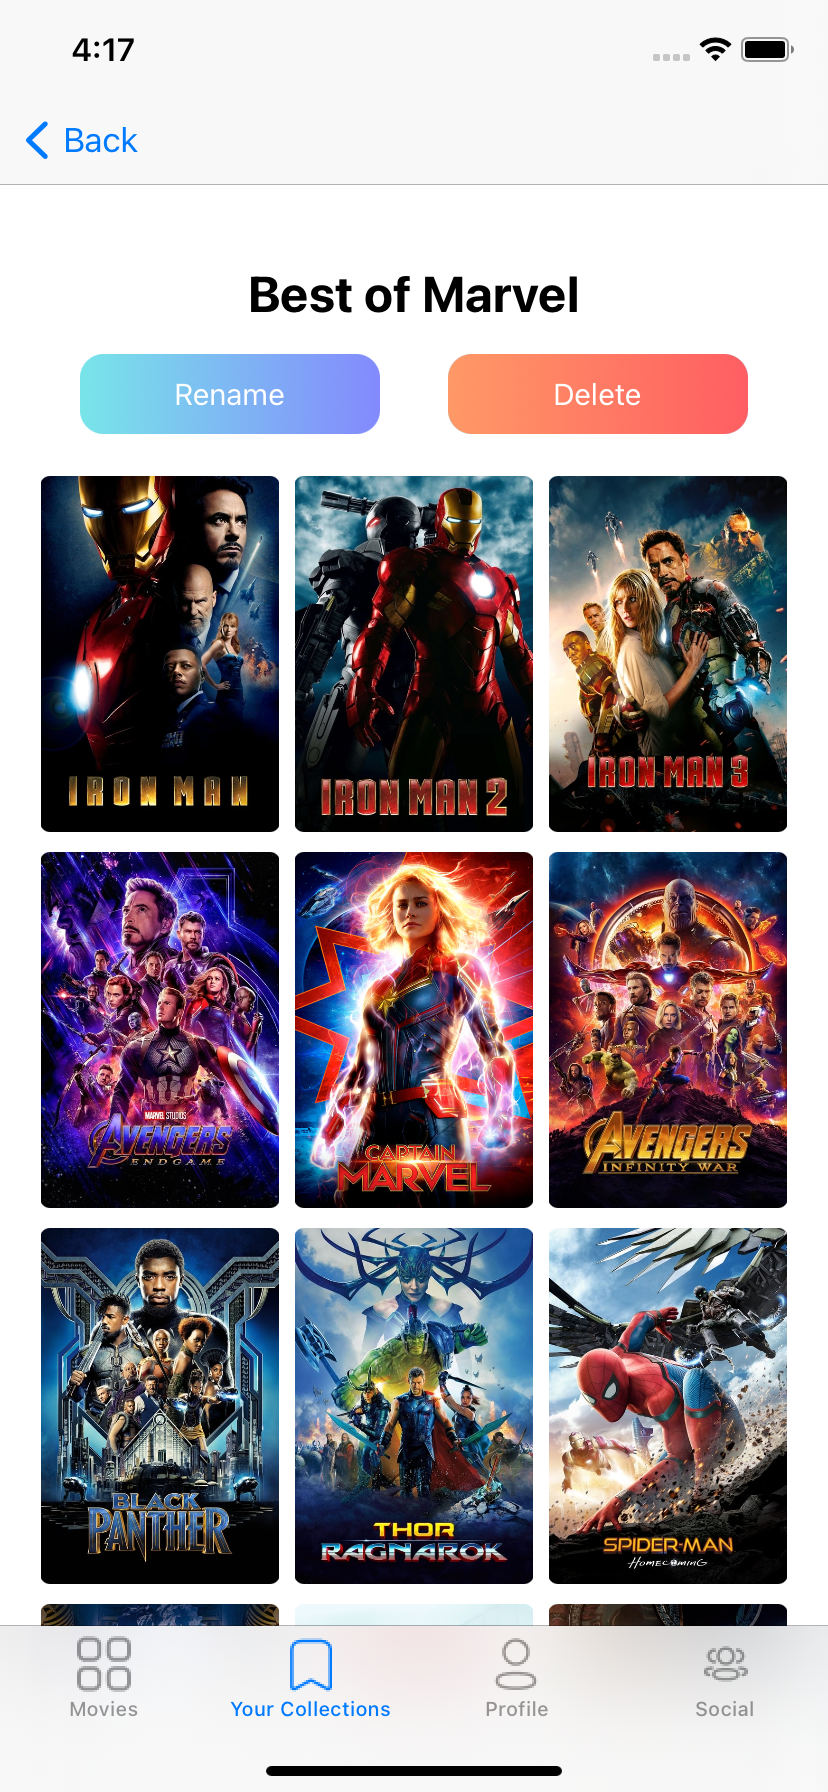 4:17
Back
Best of Marvel
Rename
Delete
IRON MAN
IRON MAN 2
IRON MAN 3
MARVEL STUDIOS
AVENGERS
ENDGAME
CAPTAIN
MARVEL
AVENGERS
INFINITY WAR
BLACK
PANTHER
THOR
RAGNAROK
SPIDER-MAN
HOMECOMING
Movies
Your Collections
Profile
Social